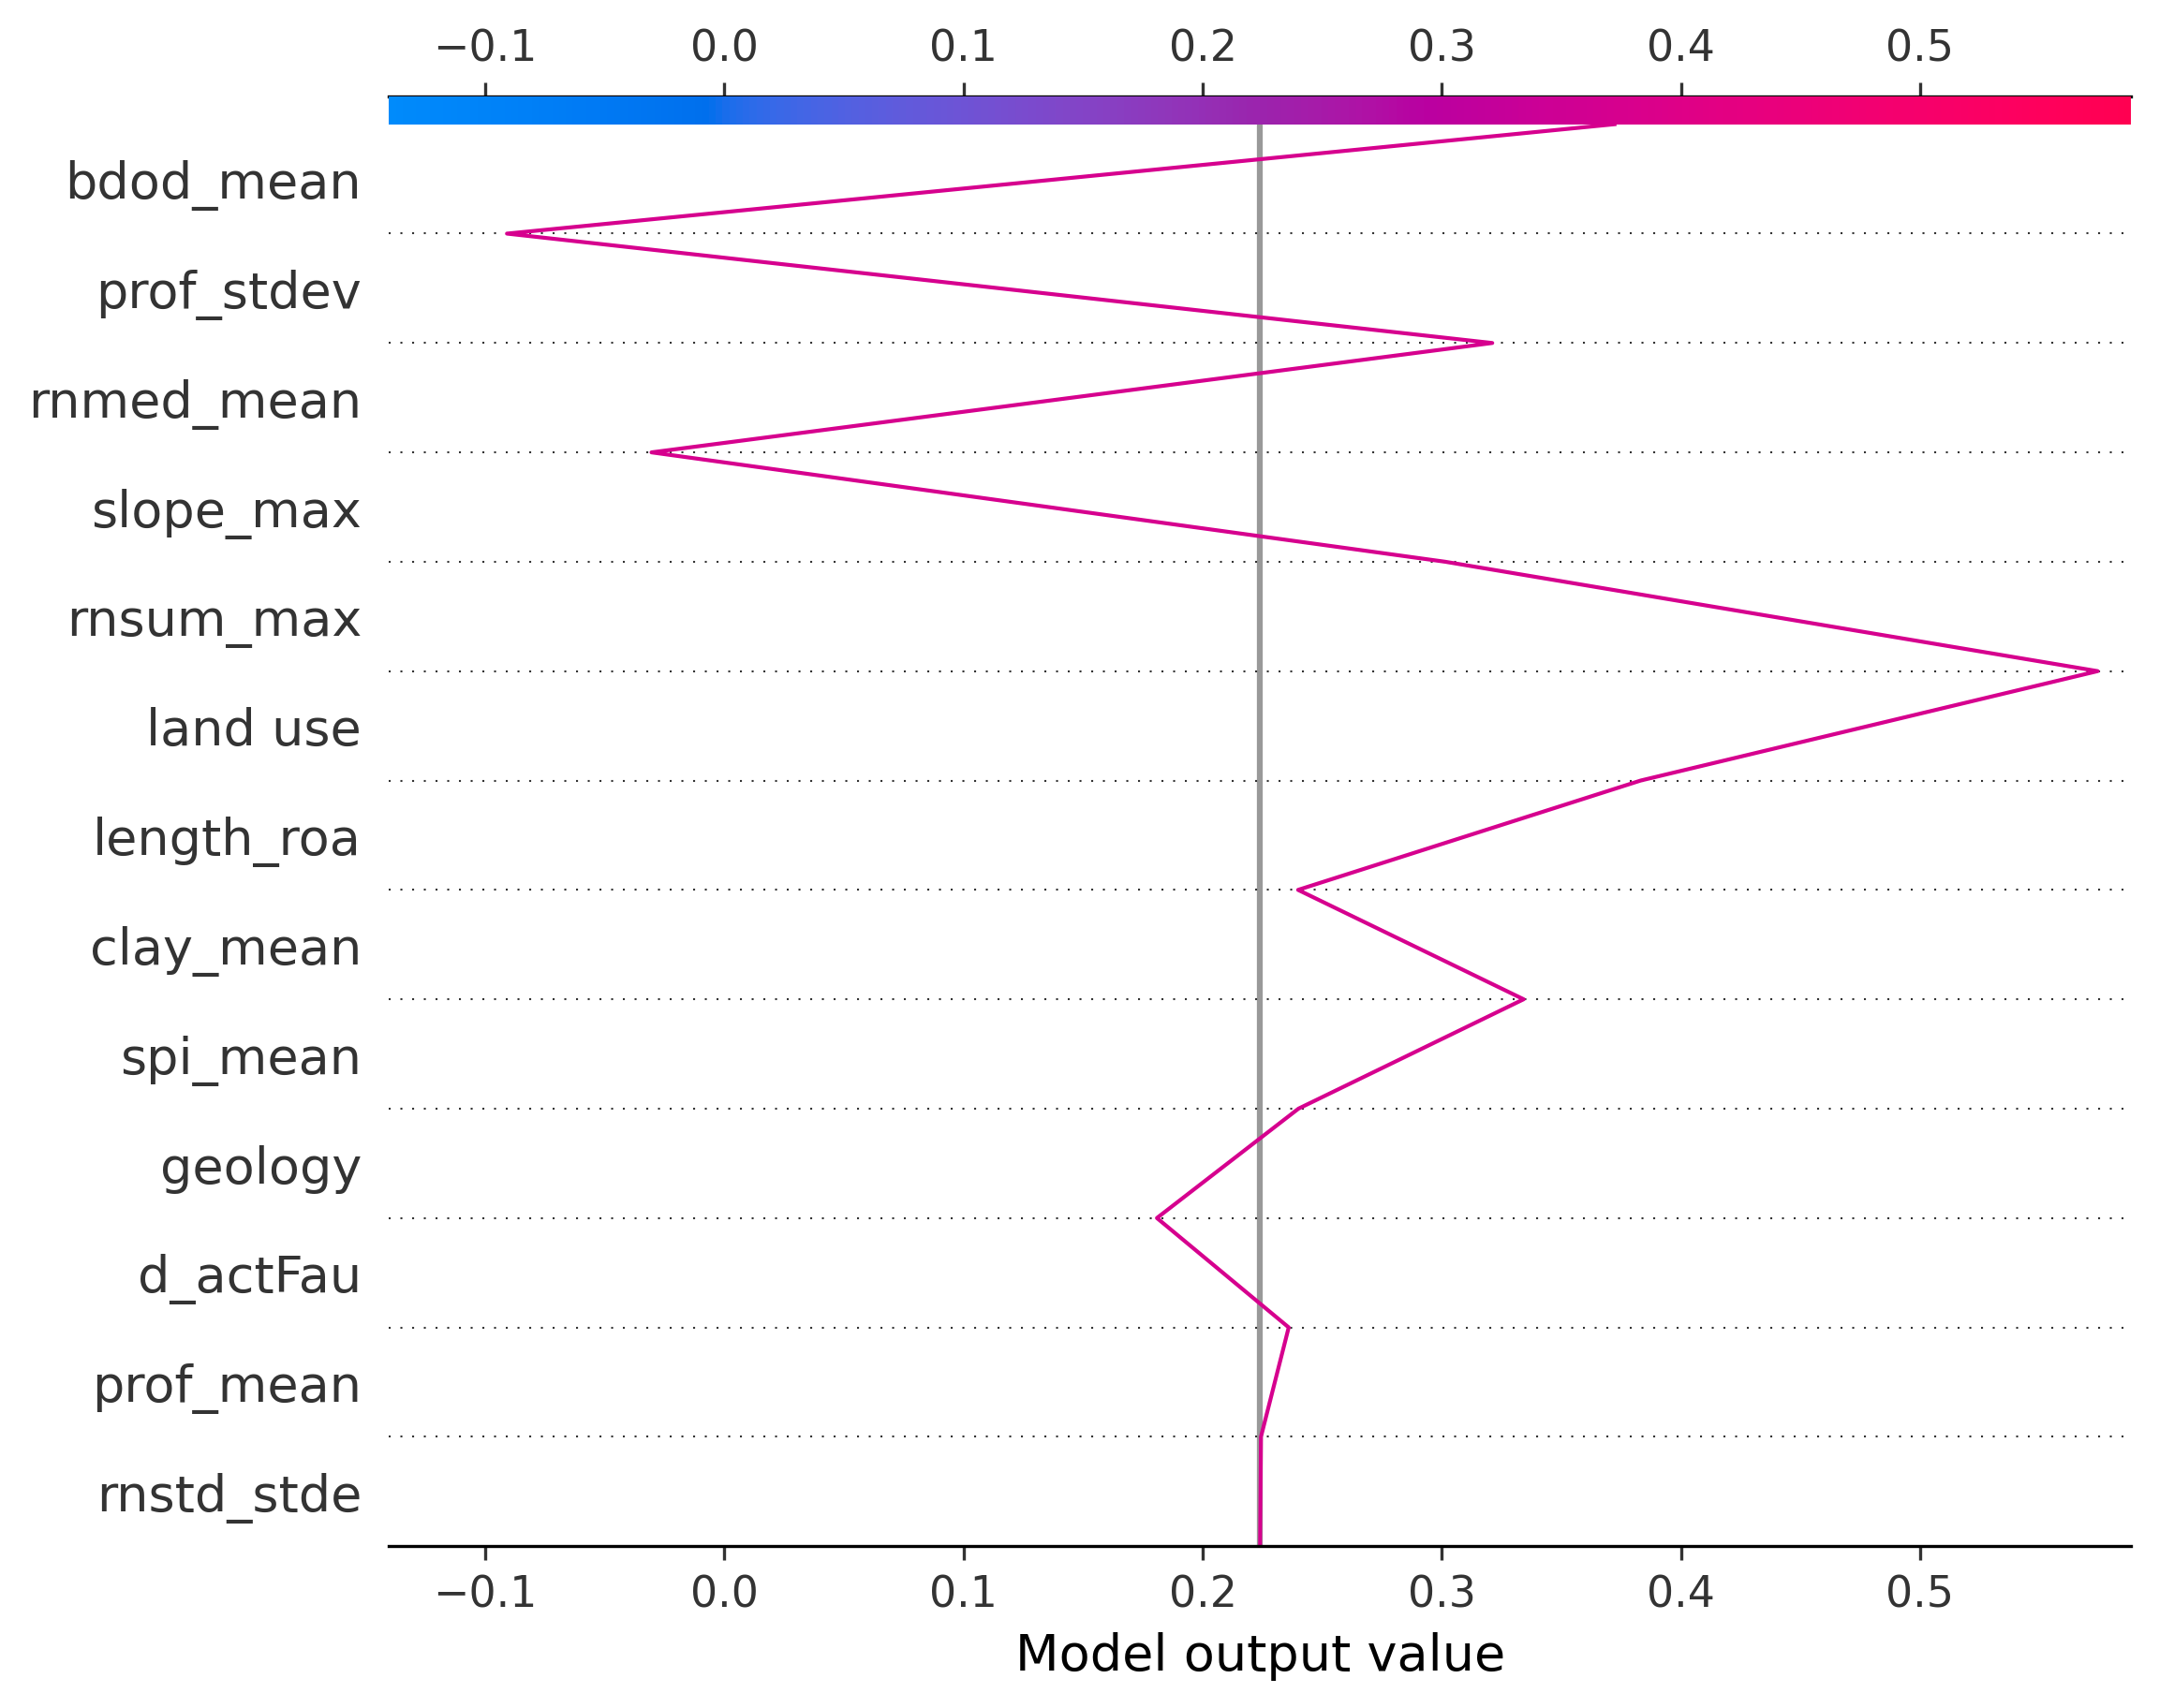 −0.1 0.0 0.1 0.2 0.3 0.4 0.5
bdod_mean
prof_stdev
rnmed_mean
slope_max
rnsum_max
land use
length_roa
clay_mean
spi_mean
geology
d_actFau
prof_mean
rnstd_stde
−0.1 0.0 0.1 0.2 0.3 0.4 0.5
Model output value